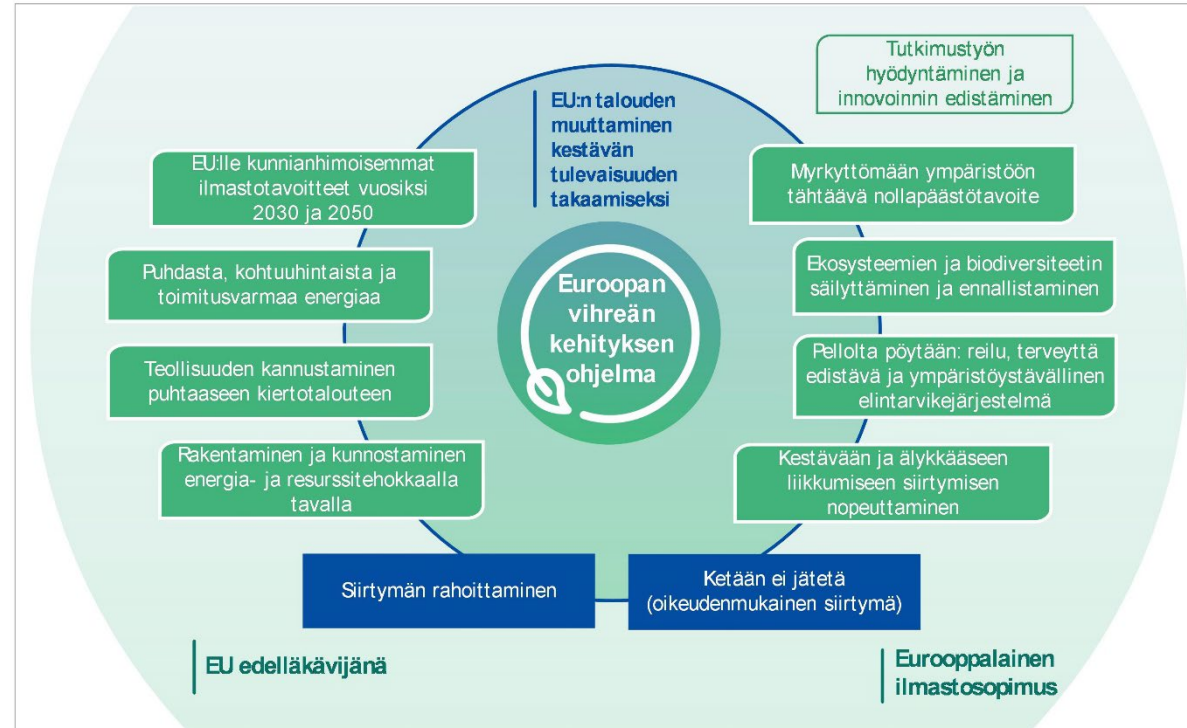 Tutkimustyön
hyödyntäminen ja
innovoinnin edistäminen
EU:n talouden
muuttaminen
kestävän
tulevaisuuden
takaamiseksi
EU:lle kunnianhimoisemmat
ilmastotavoitteet vuosiksi
2030 ja 2050
Puhdasta, kohtuuhintaista ja
toimitusvarmaa energiaa
Teollisuuden kannustaminen
puhtaaseen kiertotalouteen
Rakentaminen ja kunnostaminen
energia- ja resurssitehokkaalla
tavalla
Euroopan
vihreän
kehityksen
ohjelma
Myrkyttömään ympäristöön
tähtäävä nollapäästötavoite
Ekosysteemien ja biodiversiteetin
säilyttäminen ja ennallistaminen
Pellolta pöytään: reilu, terveyttä
edistävä ja ympäristöystävällinen
elintarvikejärjestelmä
Kestävään ja älykkääseen
liikkumiseen siirtymisen
nopeuttaminen
Siirtymän rahoittaminen
Ketään ei jätetä
(oikeudenmukainen siirtymä)
EU edelläkävijänä
Eurooppalainen
ilmastosopimus